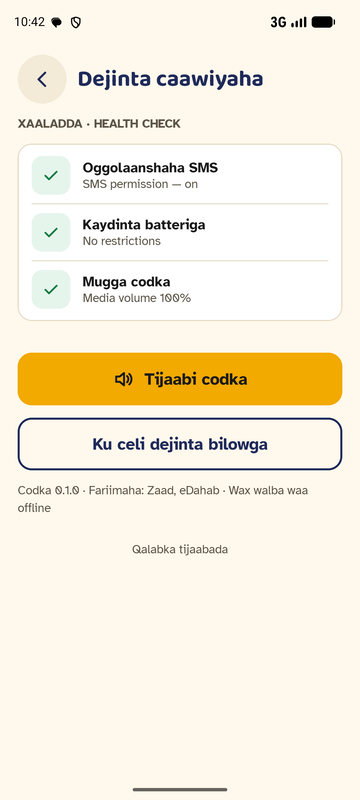 10:42
3G
Dejinta caawiyaha
XAALADDA · HEALTH CHECK
Oggolaanshaha SMS
SMS permission — on
Kaydinta batteriga
No restrictions
Mugga codka
Media volume 100%
Tijaabi codka
Ku celi dejinta bilowga
Codka 0.1.0 · Fariimaha: Zaad, eDahab · Wax walba waa
offline
Qalabka tijaabada